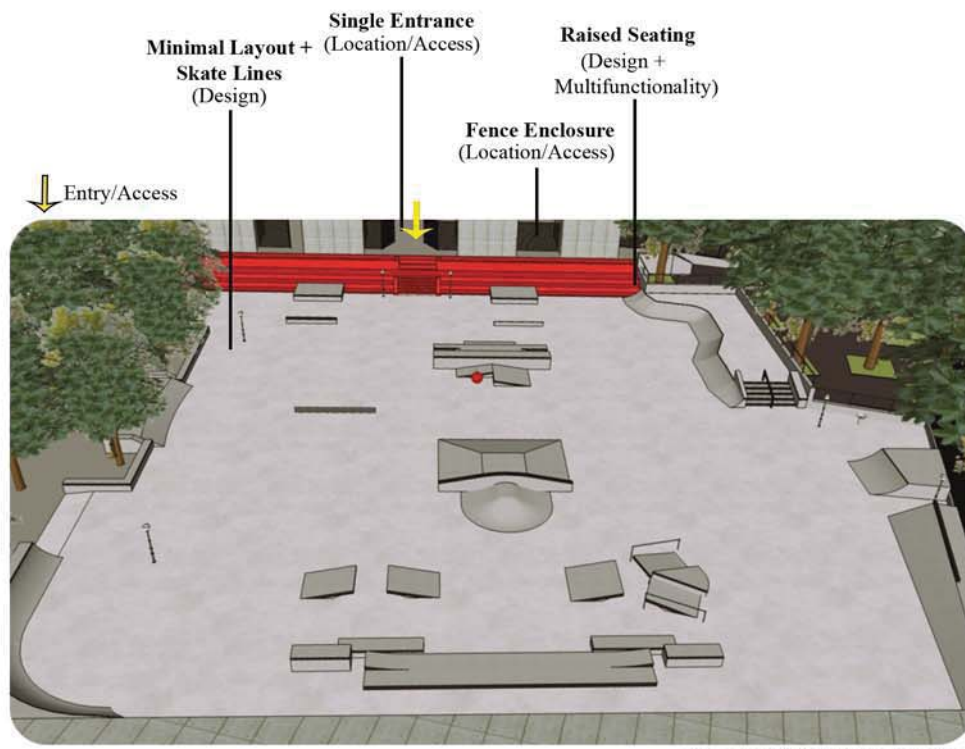 Single Entrance
(Location/Access)
Minimal Layout +
Skate Lines
(Design)
Raised Seating
(Design +
Multifunctionality)
Fence Enclosure
(Location/Access)
Entry/Access